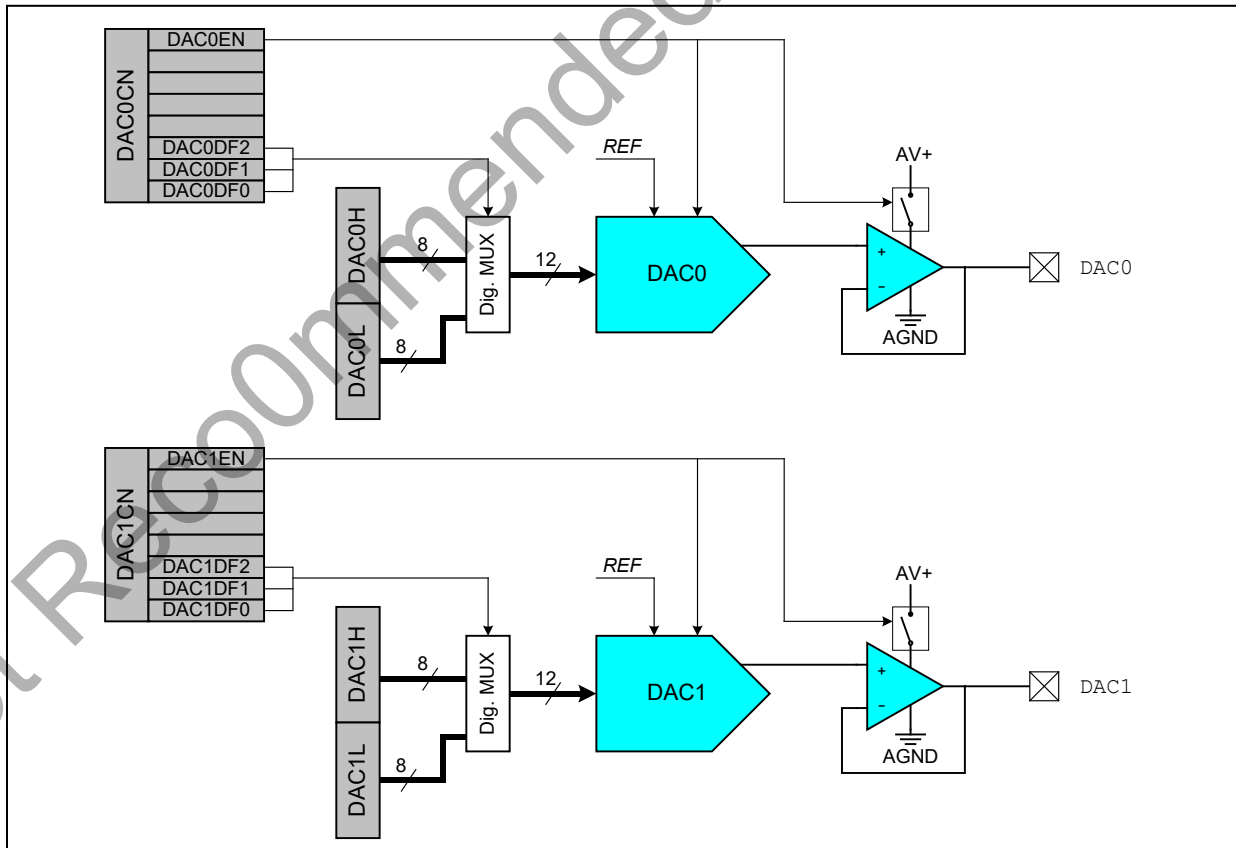 DAC0EN
DAC0CN
DAC0DF2
DAC0DF1
DAC0DF0
REF
AV+
DAC0H
8
Dig. MUX
12
DAC0
+
-
DAC0
DAC0L
8
AGND
DAC1EN
DAC1CN
DAC1DF2
DAC1DF1
DAC1DF0
REF
AV+
DAC1H
8
Dig. MUX
12
DAC1
+
-
DAC1
DAC1L
8
AGND
t Reco0mmended